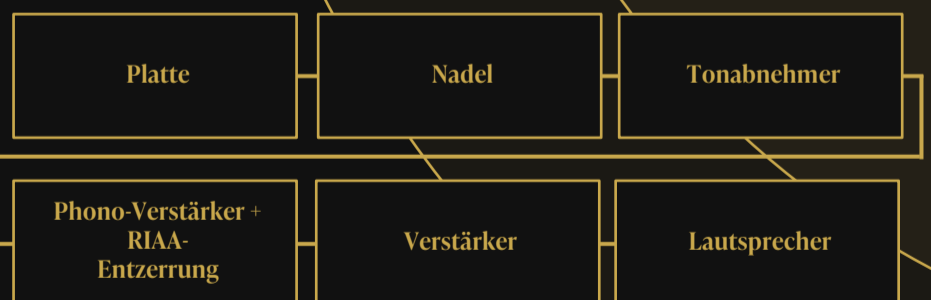 Platte
Nadel
Tonabnehmer
Phono-Verstärker +
RIAA-
Entzerrung
Verstärker
Lautsprecher